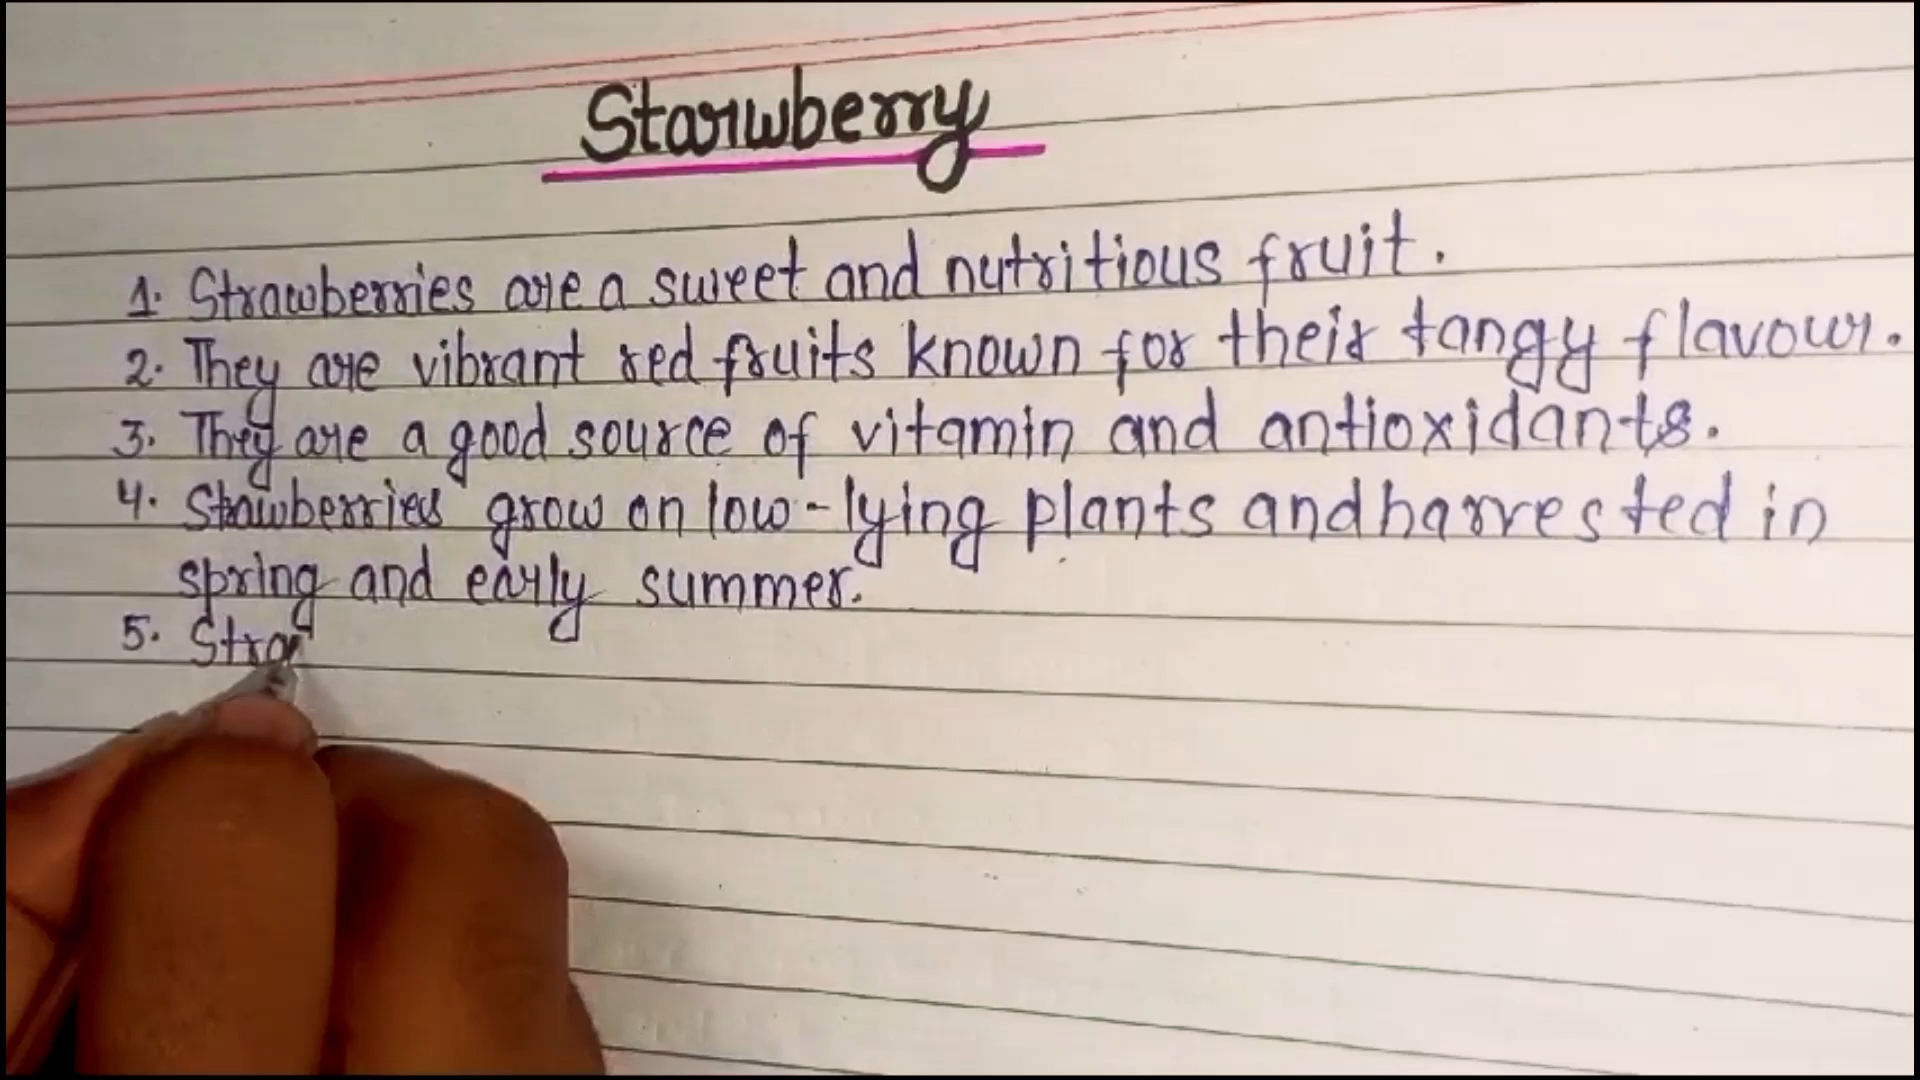 Starwberry
1. Strawberries are a sweet and nutritious fruit.
2. They are vibrant red fruits known for their tangy flavour.
3. They are a good source of vitamin and antioxidants.
4. Stawberries grow on low-lying plants and harvested in
spring and early summer.
5. Stra